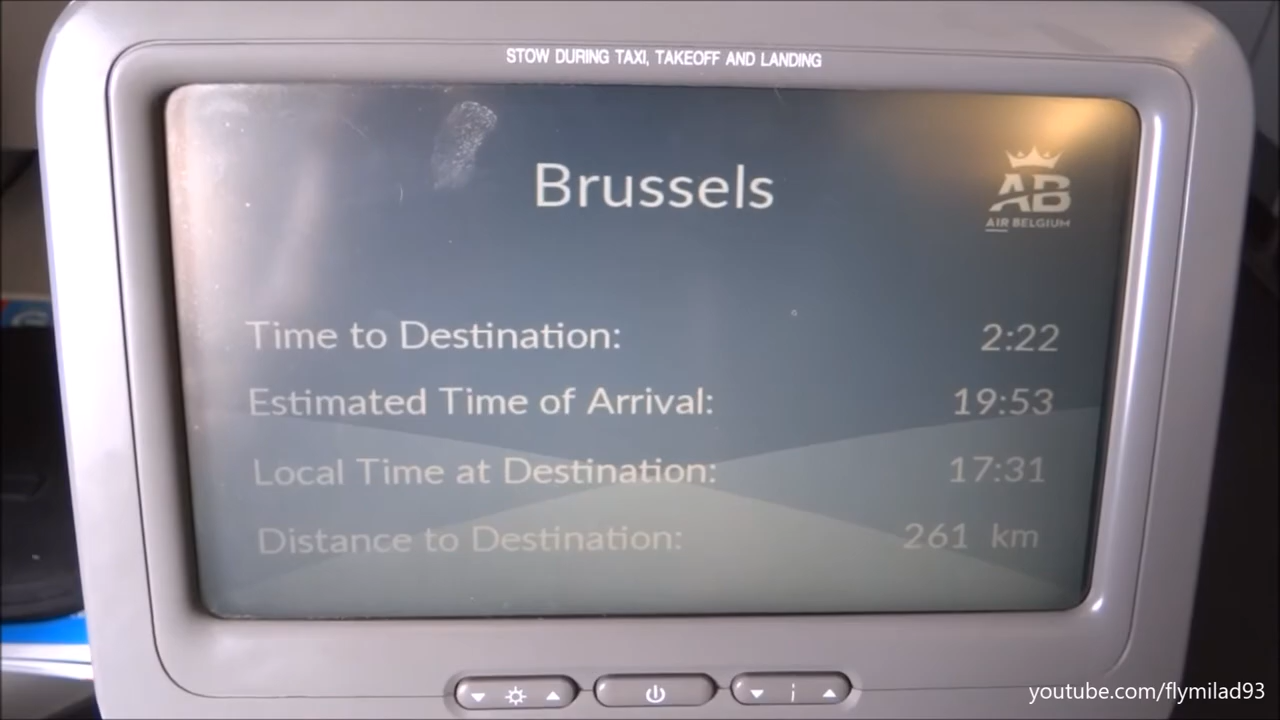 STOW DURING TAXI, TAKEOFF AND LANDING
Brussels
AB
AIR BELGIUM
Time to Destination: 2:22
Estimated Time of Arrival: 19:53
Local Time at Destination: 17:31
Distance to Destination: 261 km
youtube.com/flymilad93